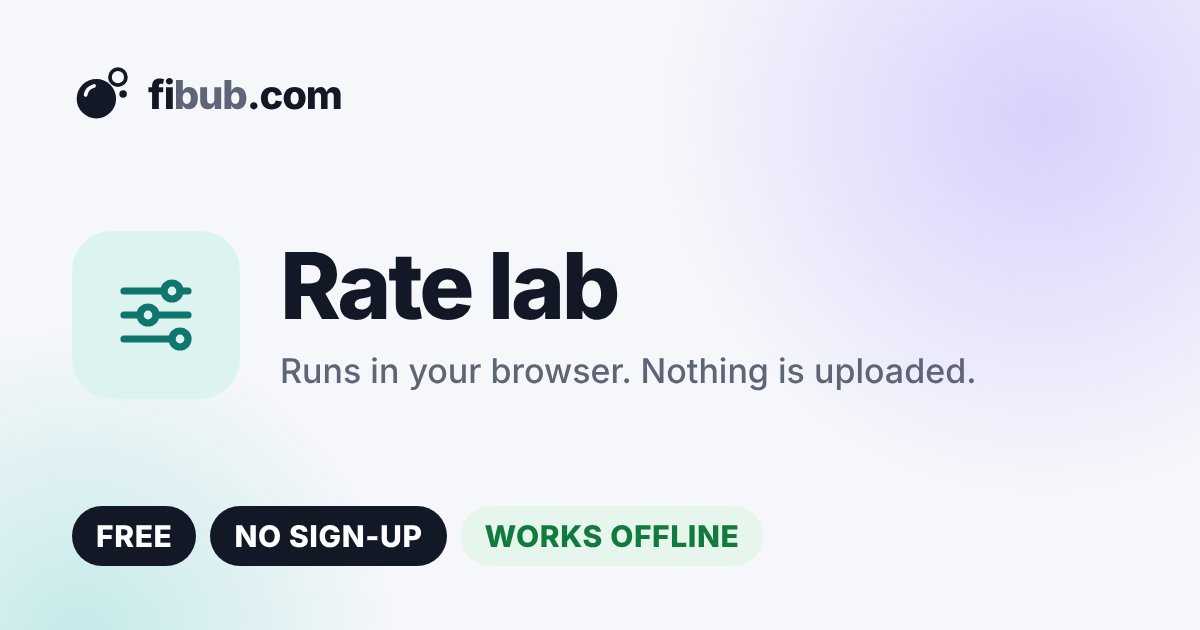 fibub.com
Rate lab
Runs in your browser. Nothing is uploaded.
FREE NO SIGN-UP WORKS OFFLINE